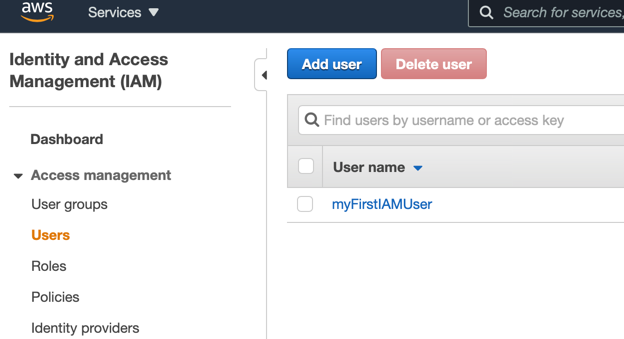 aws
Services
Search for services,
Identity and Access
Management (IAM)
Dashboard
Access management
User groups
Users
Roles
Policies
Identity providers
Add user
Delete user
Find users by username or access key
User name
myFirstIAMUser